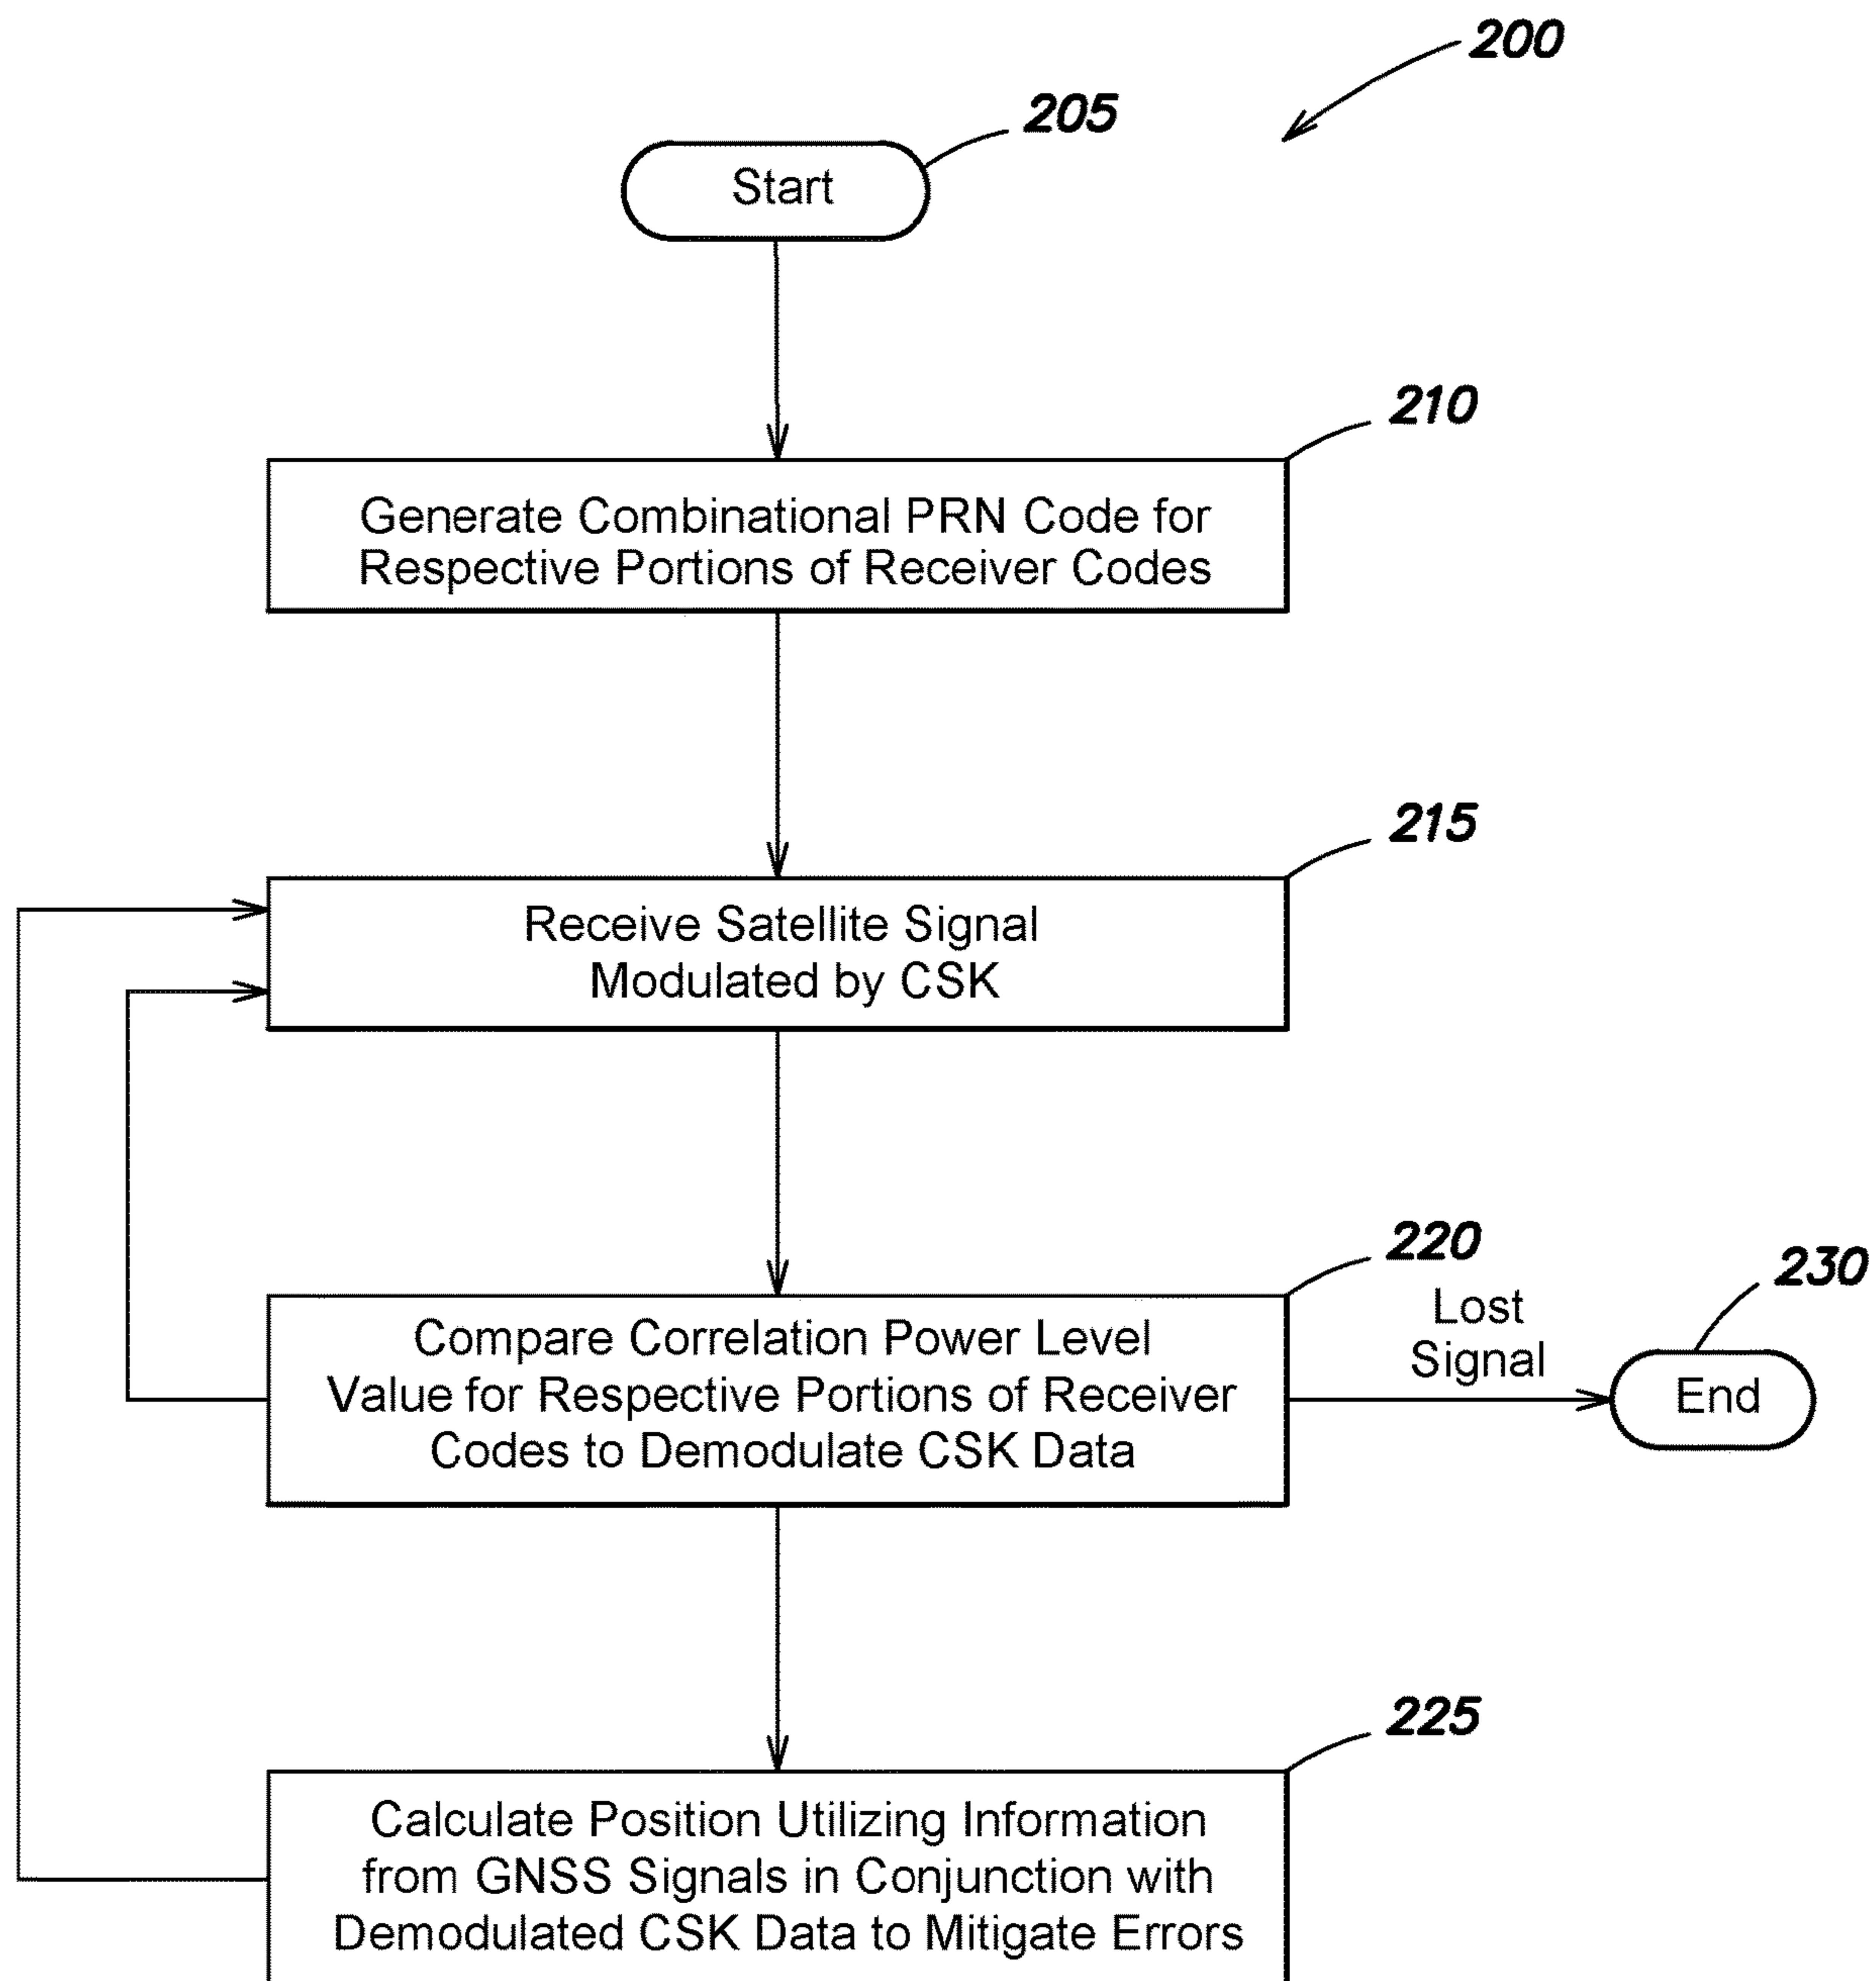 200
205
Start
210
Generate Combinational PRN Code for
Respective Portions of Receiver Codes
215
Receive Satellite Signal
Modulated by CSK
220
230
Lost
Signal
Compare Correlation Power Level
Value for Respective Portions of Receiver
Codes to Demodulate CSK Data
End
225
Calculate Position Utilizing Information
from GNSS Signals in Conjunction with
Demodulated CSK Data to Mitigate Errors